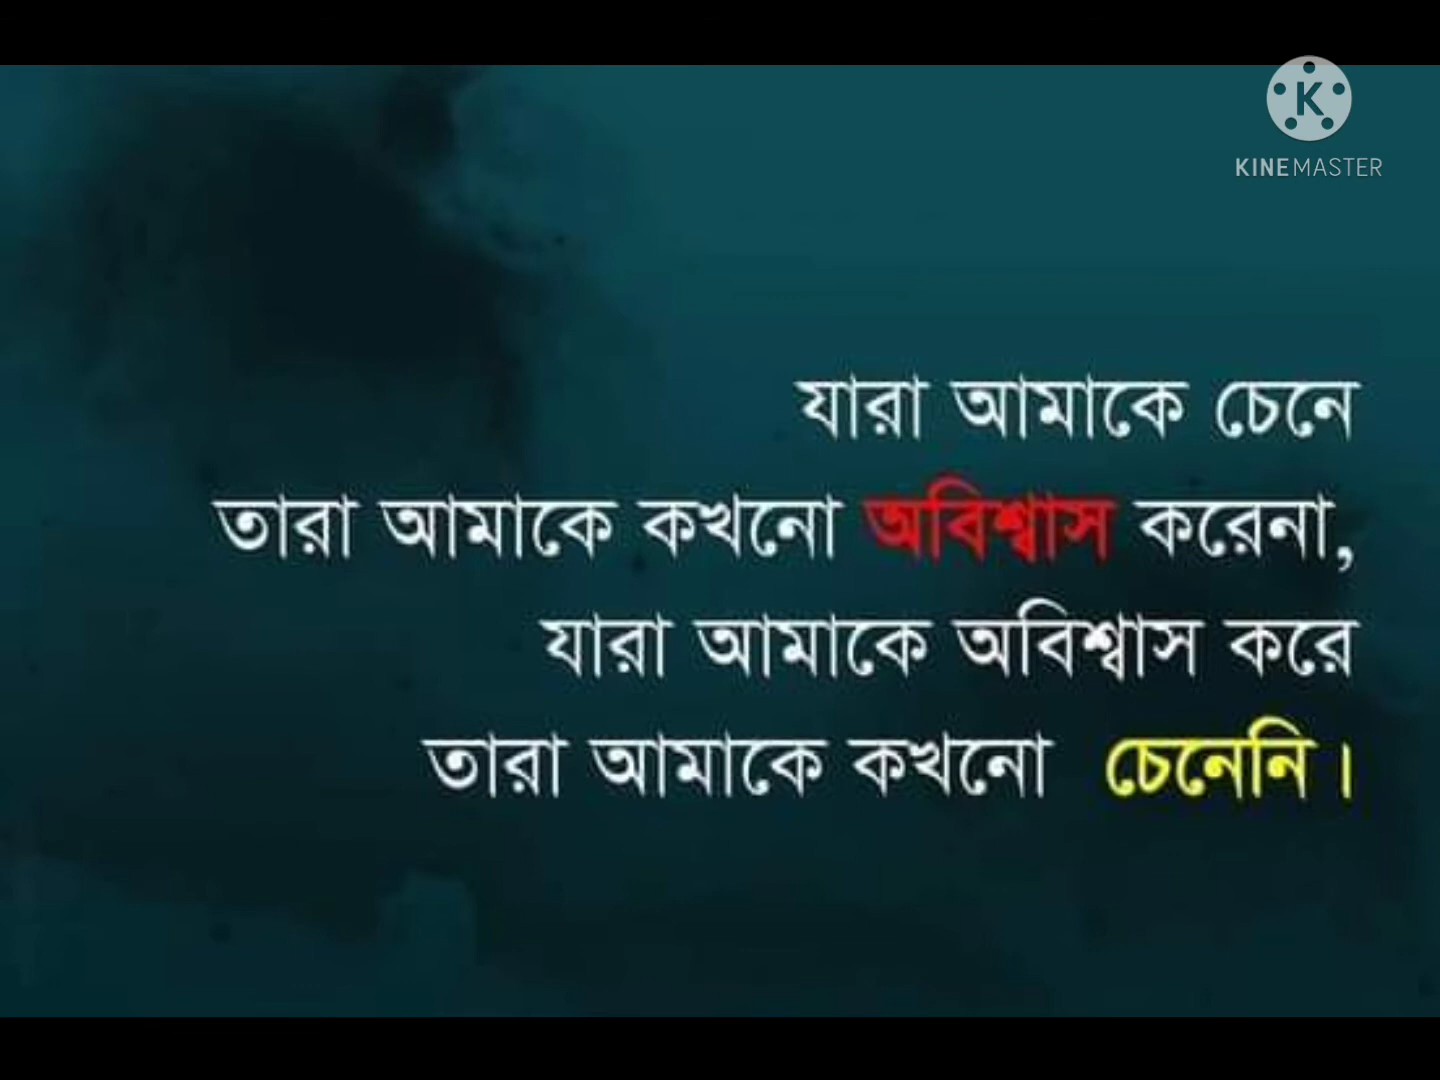 KINEMASTER
যারা আমাকে চেনে
তারা আমাকে কখনো অবিশ্বাস করেনা,
যারা আমাকে অবিশ্বাস করে
তারা আমাকে কখনো চেনেনি।